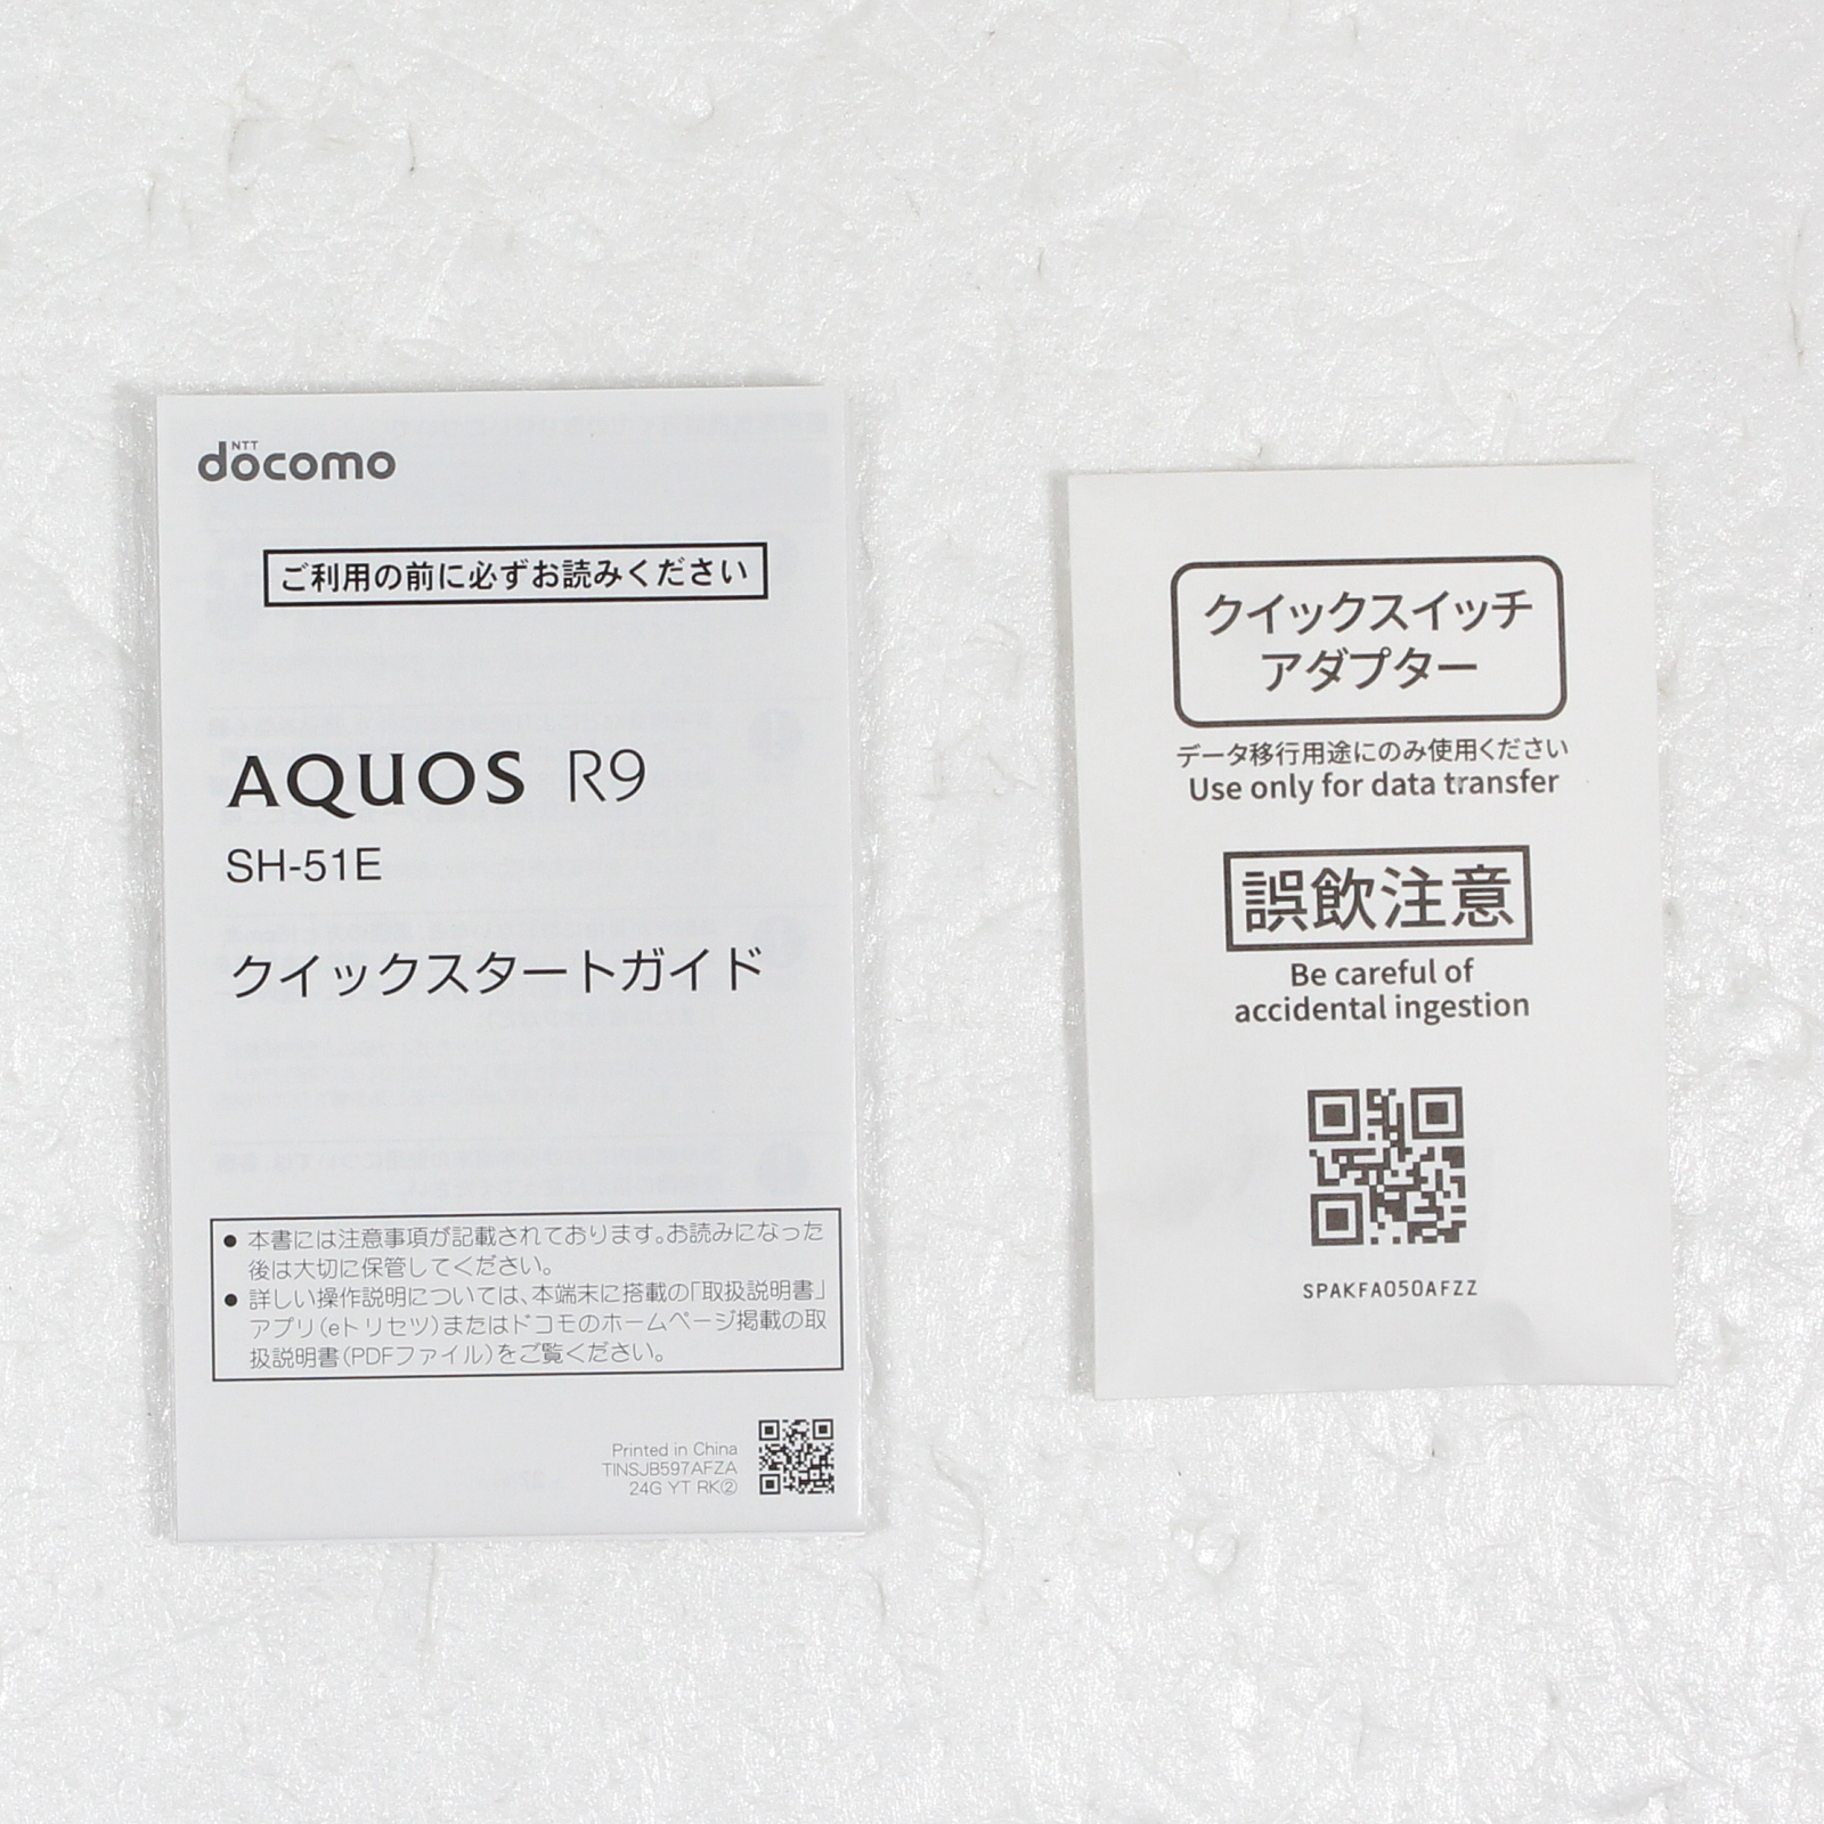 NTT
docomo
ご利用の前に必ずお読みください
AQUOS R9
SH-51E
クイックスタートガイド
● 本書には注意事項が記載されております。お読みになった
後は大切に保管してください。
● 詳しい操作説明については、本端末に搭載の「取扱説明書」
アプリ(eトリセツ)またはドコモのホームページ掲載の取
扱説明書(PDFファイル)をご覧ください。
Printed in China
TINSJB597AFZA
24G YT RK②
クイックスイッチ
アダプター
データ移行用途にのみ使用ください
Use only for data transfer
誤飲注意
Be careful of
accidental ingestion
SPAKFA050AFZZ